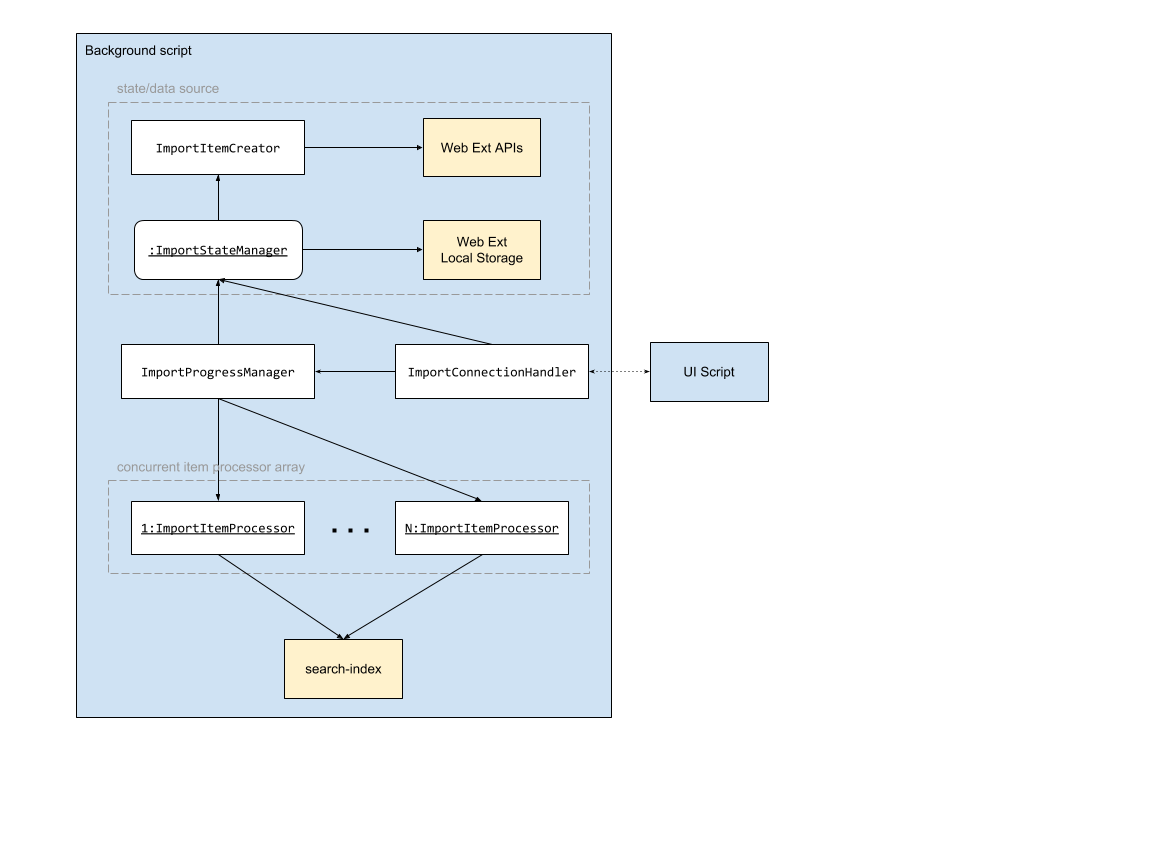 Background script
state/data source
ImportItemCreator
Web Ext APIs
:ImportStateManager
Web Ext
Local Storage
ImportProgressManager
ImportConnectionHandler
UI Script
concurrent item processor array
1:ImportItemProcessor
...
N:ImportItemProcessor
search-index